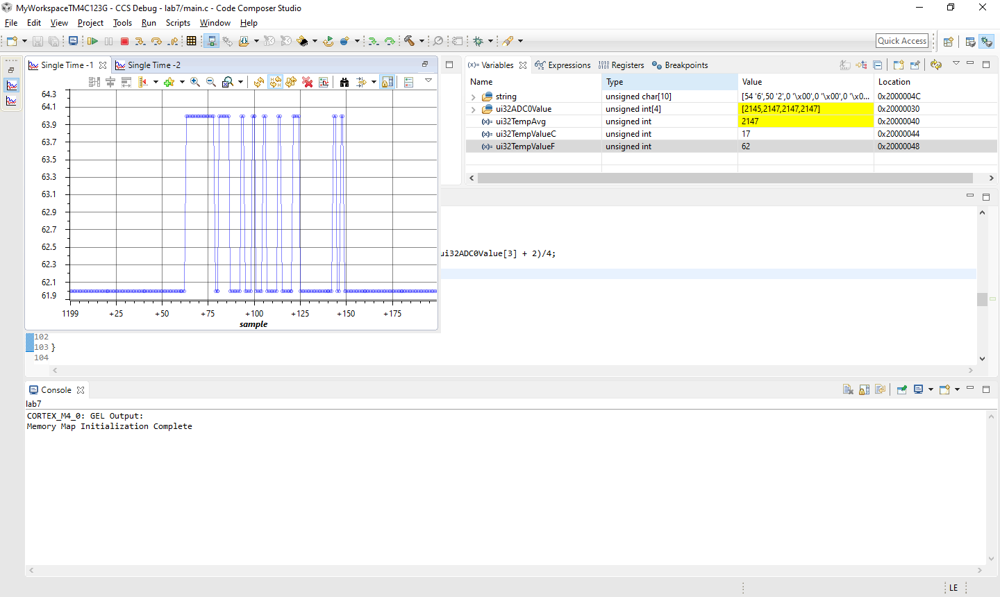 MyWorkspaceTM4C123G - CCS Debug - lab7/main.c - Code Composer Studio
File Edit View Project Tools Run Scripts Window Help
Quick Access
Single Time -1
Single Time -2
64.3
64.1
63.9
63.7
63.5
63.3
63.1
62.9
62.7
62.5
62.3
62.1
61.9
1199 +25 +50 +75 +100 +125 +150 +175
sample
(x)= Variables Expressions 1010 0101 Registers Breakpoints
Name Type Value Location
string unsigned char[10] [54 '6',50 '2',0 '\x00',0 '\x00',0 '\x0... 0x2000004C
ui32ADC0Value unsigned int[4] [2145,2147,2147,2147] 0x20000030
(x)= ui32TempAvg unsigned int 2147 0x20000040
(x)= ui32TempValueC unsigned int 17 0x20000044
(x)= ui32TempValueF unsigned int 62 0x20000048
ui32ADC0Value[3] + 2)/4;
102
103 }
104
Console
lab7
CORTEX_M4_0: GEL Output:
Memory Map Initialization Complete
LE